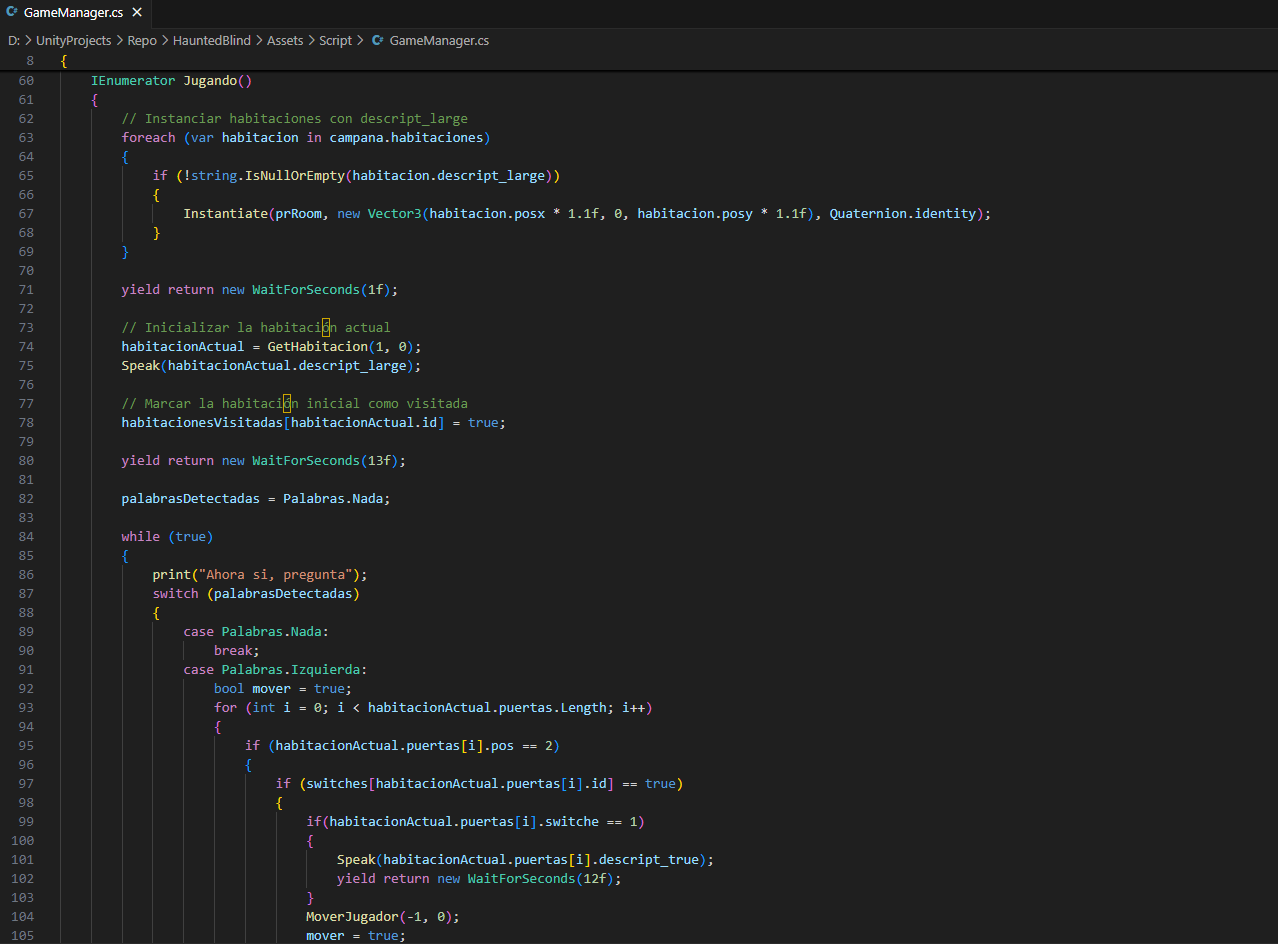 GameManager.cs
D: > UnityProjects > Repo > HauntedBlind > Assets > Script > GameManager.cs
8 {
60 IEnumerator Jugando()
61 {
62 // Instanciar habitaciones con descript_large
63 foreach (var habitacion in campana.habitaciones)
64 {
65 if (!string.IsNullOrEmpty(habitacion.descript_large))
66 {
67 Instantiate(prRoom, new Vector3(habitacion.posx * 1.1f, 0, habitacion.posy * 1.1f), Quaternion.identity);
68 }
69 }
70
71 yield return new WaitForSeconds(1f);
72
73 // Inicializar la habitación actual
74 habitacionActual = GetHabitacion(1, 0);
75 Speak(habitacionActual.descript_large);
76
77 // Marcar la habitación inicial como visitada
78 habitacionesVisitadas[habitacionActual.id] = true;
79
80 yield return new WaitForSeconds(13f);
81
82 palabrasDetectadas = Palabras.Nada;
83
84 while (true)
85 {
86 print("Ahora si, pregunta");
87 switch (palabrasDetectadas)
88 {
89 case Palabras.Nada:
90 break;
91 case Palabras.Izquierda:
92 bool mover = true;
93 for (int i = 0; i < habitacionActual.puertas.Length; i++)
94 {
95 if (habitacionActual.puertas[i].pos == 2)
96 {
97 if (switches[habitacionActual.puertas[i].id] == true)
98 {
99 if(habitacionActual.puertas[i].switche == 1)
100 {
101 Speak(habitacionActual.puertas[i].descript_true);
102 yield return new WaitForSeconds(12f);
103 }
104 MoverJugador(-1, 0);
105 mover = true;